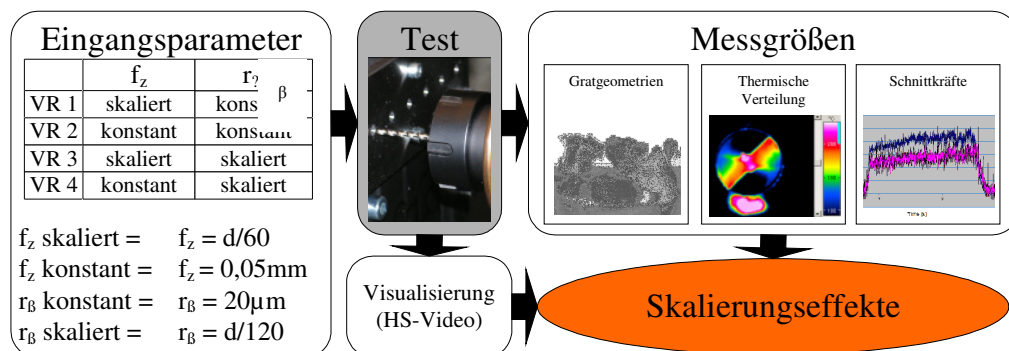 Eingangsparameter
f_z r_?
β
VR 1 skaliert kons
VR 2 konstant konstant
VR 3 skaliert skaliert
VR 4 konstant skaliert
f_z skaliert = f_z = d/60
f_z konstant = f_z = 0,05mm
r_ß konstant = r_ß = 20µm
r_ß skaliert = r_ß = d/120
Test
Visualisierung
(HS-Video)
Messgrößen
Gratgeometrien
Thermische
Verteilung
°C
Schnittkräfte
Skalierungseffekte